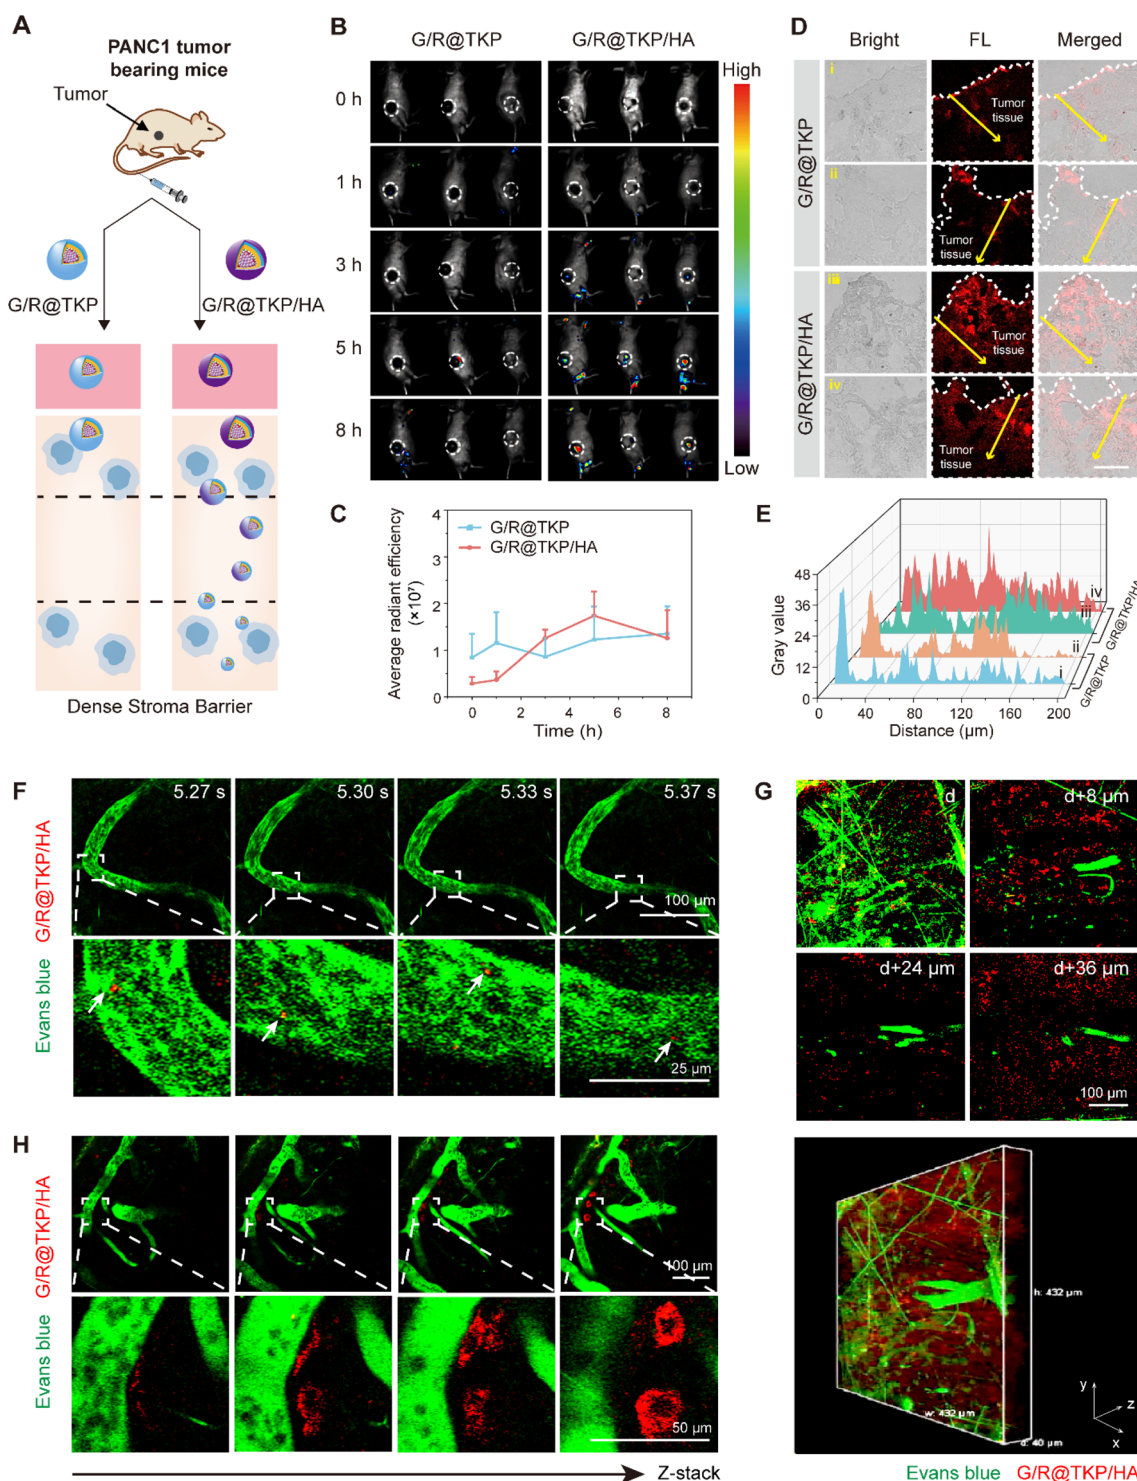 A
PANC1 tumor
bearing mice
Tumor
G/R@TKP
G/R@TKP/HA
Dense Stroma Barrier
B
G/R@TKP
G/R@TKP/HA
0 h
1 h
3 h
5 h
8 h
High
Low
C
G/R@TKP
G/R@TKP/HA
Average radiant efficiency
(×10⁷)
4
3
2
1
0
0 2 4 6 8
Time (h)
D
Bright
FL
Merged
G/R@TKP
G/R@TKP/HA
i
Tumor
tissue
ii
Tumor
tissue
iii
Tumor
tissue
iv
Tumor
tissue
E
Gray value
48
36
24
12
0
0 40 80 120 160 200
Distance (µm)
iv
iii
ii
i
G/R@TKP/HA
G/R@TKP
F
Evans blue G/R@TKP/HA
5.27 s
5.30 s
5.33 s
5.37 s
100 µm
25 µm
G
d
d+8 µm
d+24 µm
d+36 µm
100 µm
h: 432 µm
w: 432 µm
d: 40 µm
y
z
x
Evans blue G/R@TKP/HA
H
Evans blue G/R@TKP/HA
100 µm
50 µm
Z-stack